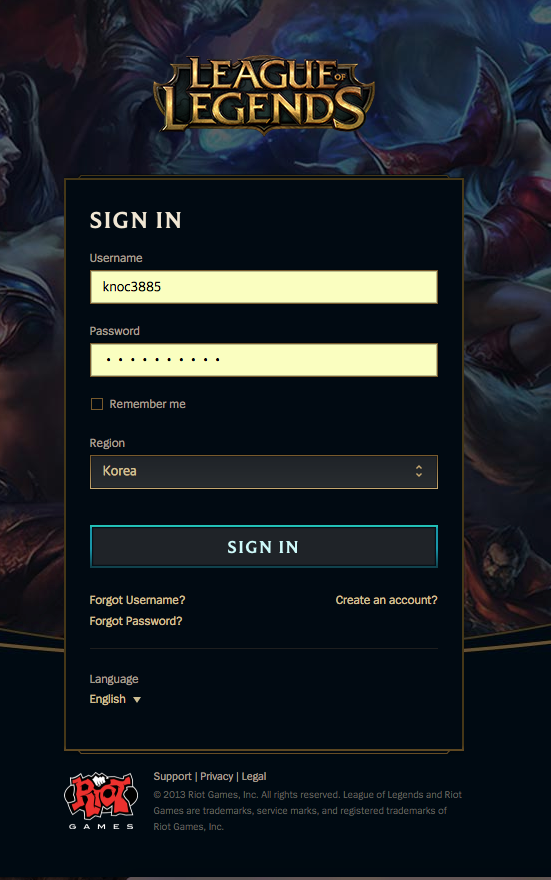 LEAGUE OF
LEGENDS
SIGN IN
Username
knoc3885
Password
••••••••••
Remember me
Region
Korea
SIGN IN
Forgot Username? Create an account?
Forgot Password?
Language
English
RIOT
GAMES
Support | Privacy | Legal
© 2013 Riot Games, Inc. All rights reserved. League of Legends and Riot
Games are trademarks, service marks, and registered trademarks of
Riot Games, Inc.